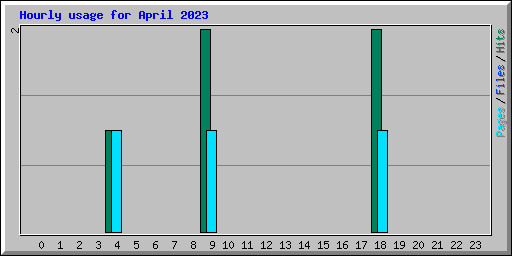 Hourly usage for April 2023
2
Pages/Files/Hits
0 1 2 3 4 5 6 7 8 9 10 11 12 13 14 15 16 17 18 19 20 21 22 23